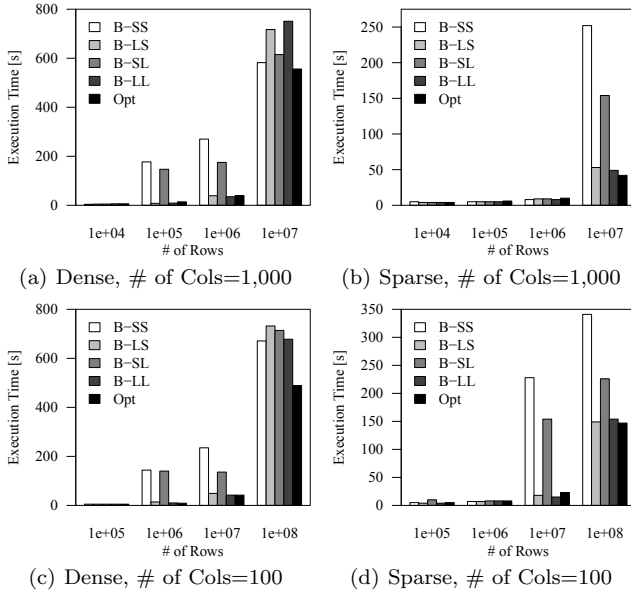 800
600
400
200
0
Execution Time [s]
B−SS
B−LS
B−SL
B−LL
Opt
1e+04 1e+05 1e+06 1e+07
# of Rows
(a) Dense, # of Cols=1,000
250
200
150
100
50
0
Execution Time [s]
B−SS
B−LS
B−SL
B−LL
Opt
1e+04 1e+05 1e+06 1e+07
# of Rows
(b) Sparse, # of Cols=1,000
800
600
400
200
0
Execution Time [s]
B−SS
B−LS
B−SL
B−LL
Opt
1e+05 1e+06 1e+07 1e+08
# of Rows
(c) Dense, # of Cols=100
350
300
250
200
150
100
50
0
Execution Time [s]
B−SS
B−LS
B−SL
B−LL
Opt
1e+05 1e+06 1e+07 1e+08
# of Rows
(d) Sparse, # of Cols=100